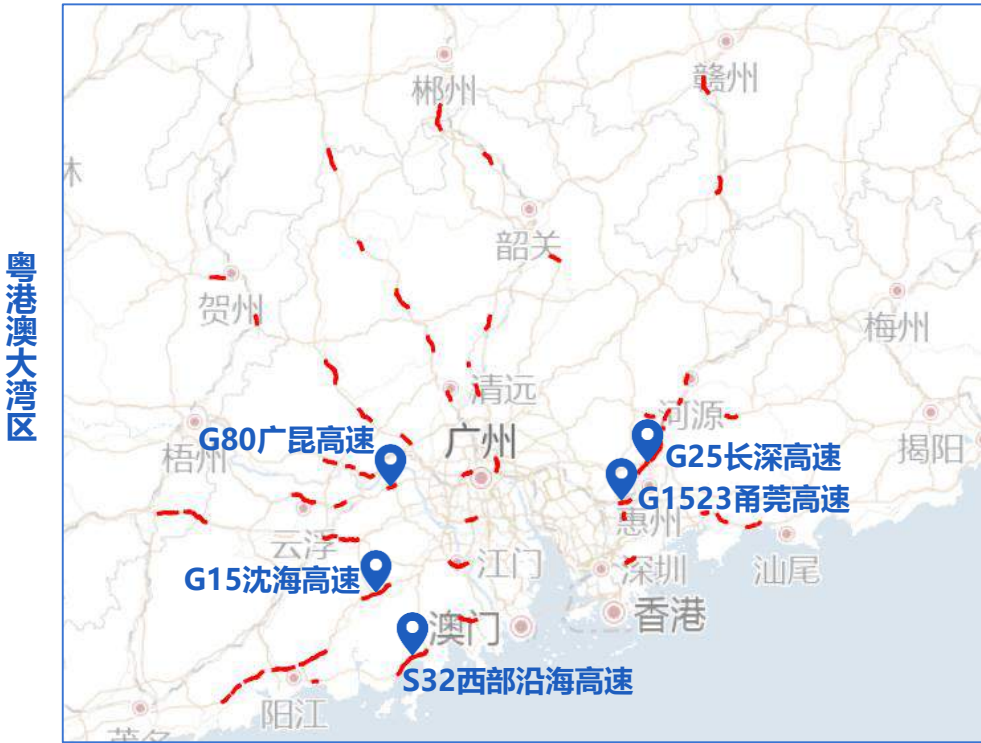 粤港澳大湾区
郴州
赣州
林
韶关
贺州
梅州
清远
河源
G80广昆高速
广州
梧州
G25长深高速
揭阳
G1523甬莞高速
惠州
云浮
江门
深圳
汕尾
G15沈海高速
澳门
香港
S32西部沿海高速
阳江
茂名